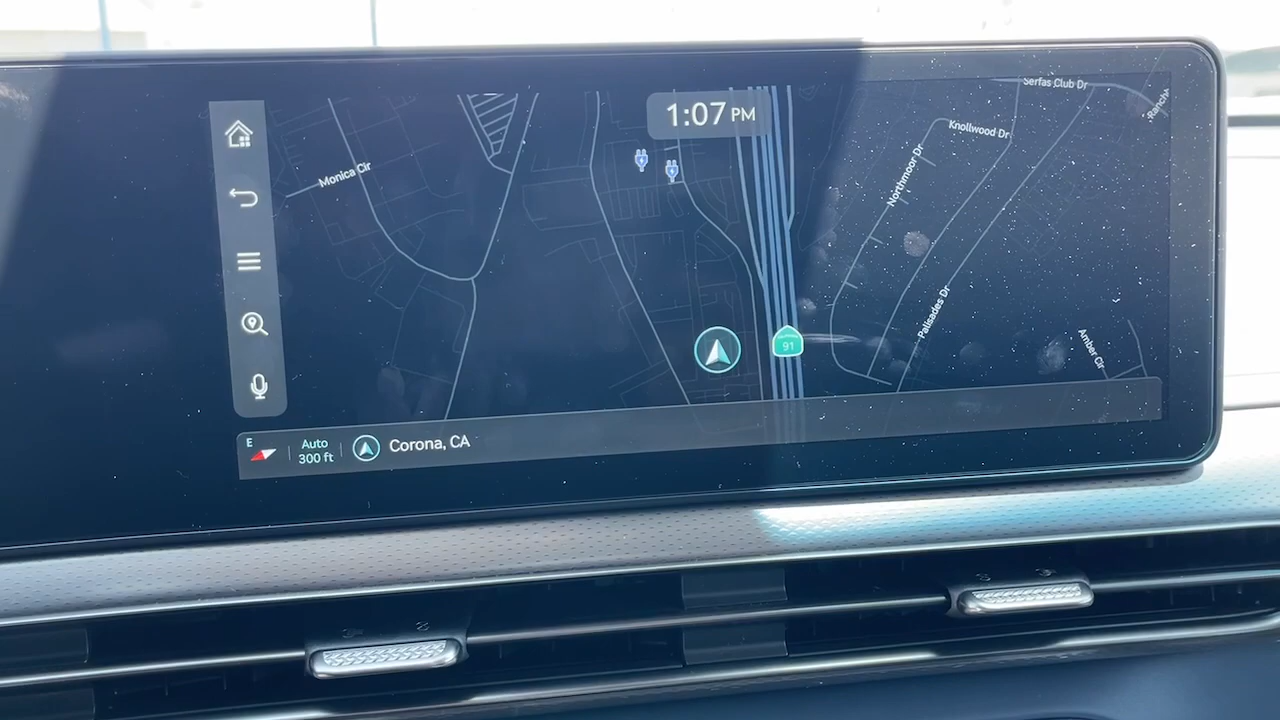 Serfas Club Dr
Ranch
1:07 PM
Knollwood Dr
Monica Cir
Northmoor Dr
Palisades Dr
91
Amber Cir
E
Auto
300 ft
Corona, CA